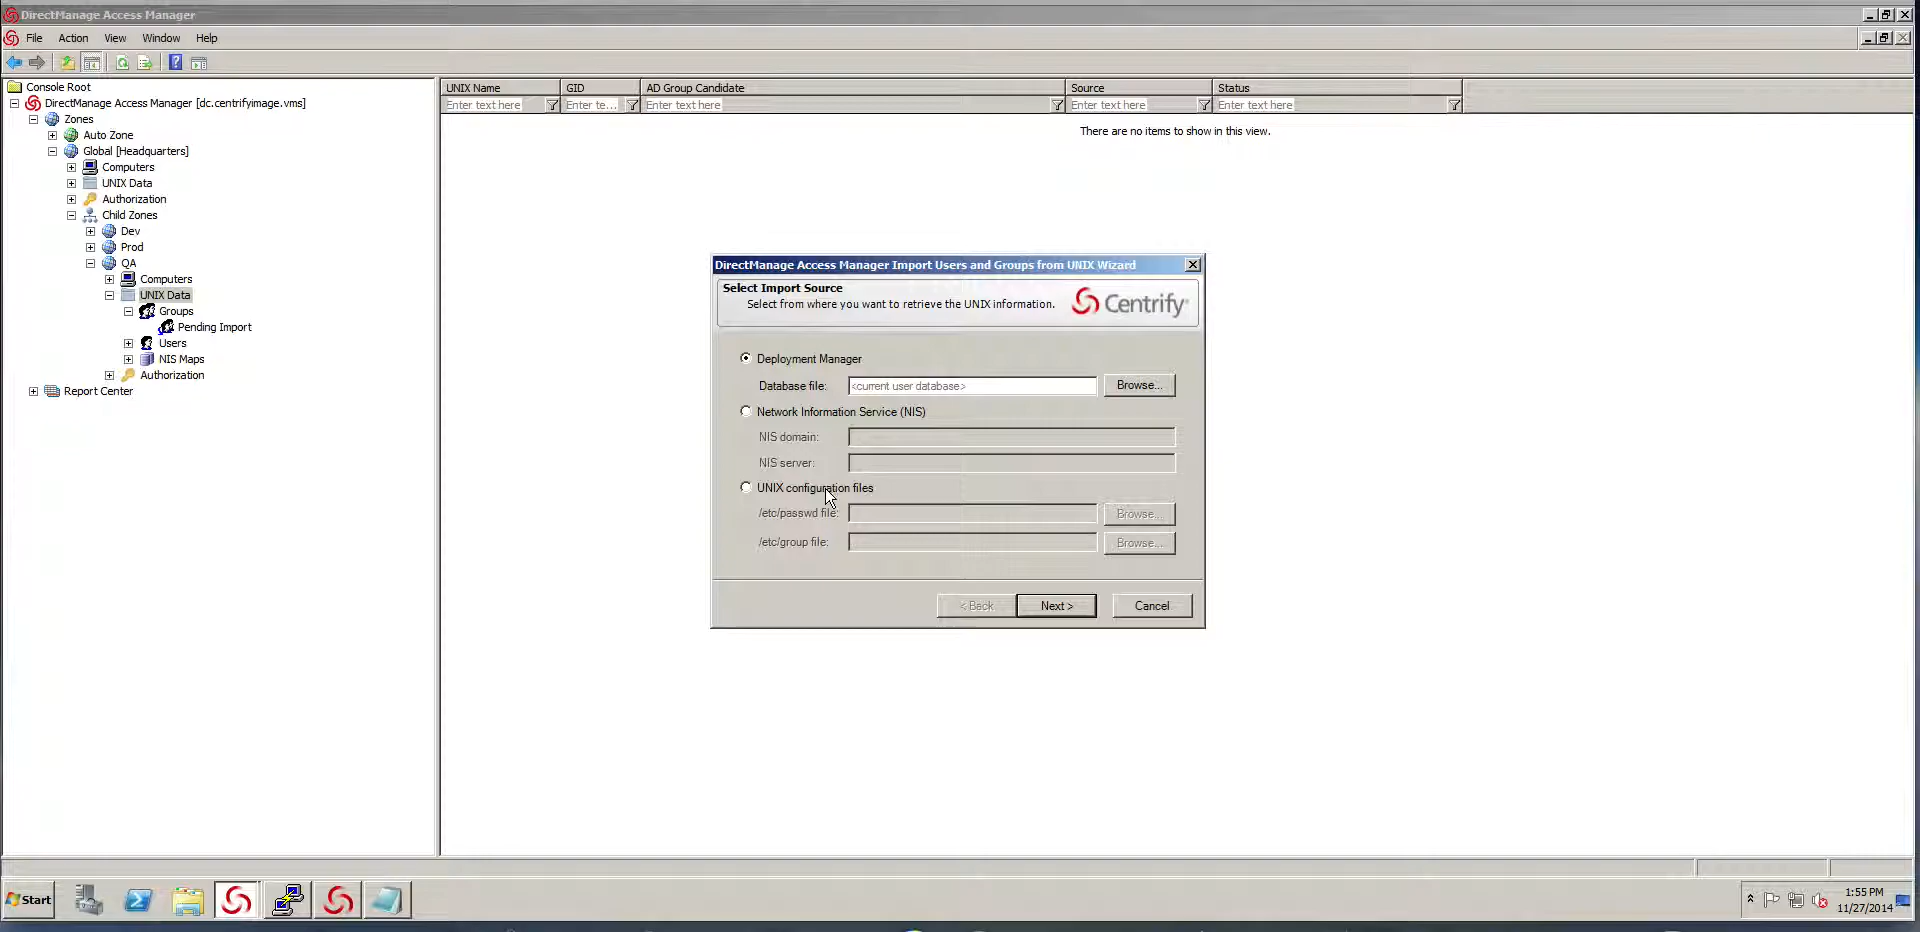 DirectManage Access Manager
File Action View Window Help
Console Root
DirectManage Access Manager [dc.centrifyimage.vms]
Zones
Auto Zone
Global [Headquarters]
Computers
UNIX Data
Authorization
Child Zones
Dev
Prod
QA
Computers
UNIX Data
Groups
Pending Import
Users
NIS Maps
Authorization
Report Center
UNIX Name GID AD Group Candidate Source Status
Enter text here Enter te... Enter text here Enter text here Enter text here
There are no items to show in this view.
DirectManage Access Manager Import Users and Groups from UNIX Wizard
Select Import Source
Select from where you want to retrieve the UNIX information.
Centrify
Deployment Manager
Database file: <current user database> Browse...
Network Information Service (NIS)
NIS domain:
NIS server:
UNIX configuration files
/etc/passwd file: Browse...
/etc/group file: Browse...
< Back Next > Cancel
Start
1:55 PM
11/27/2014